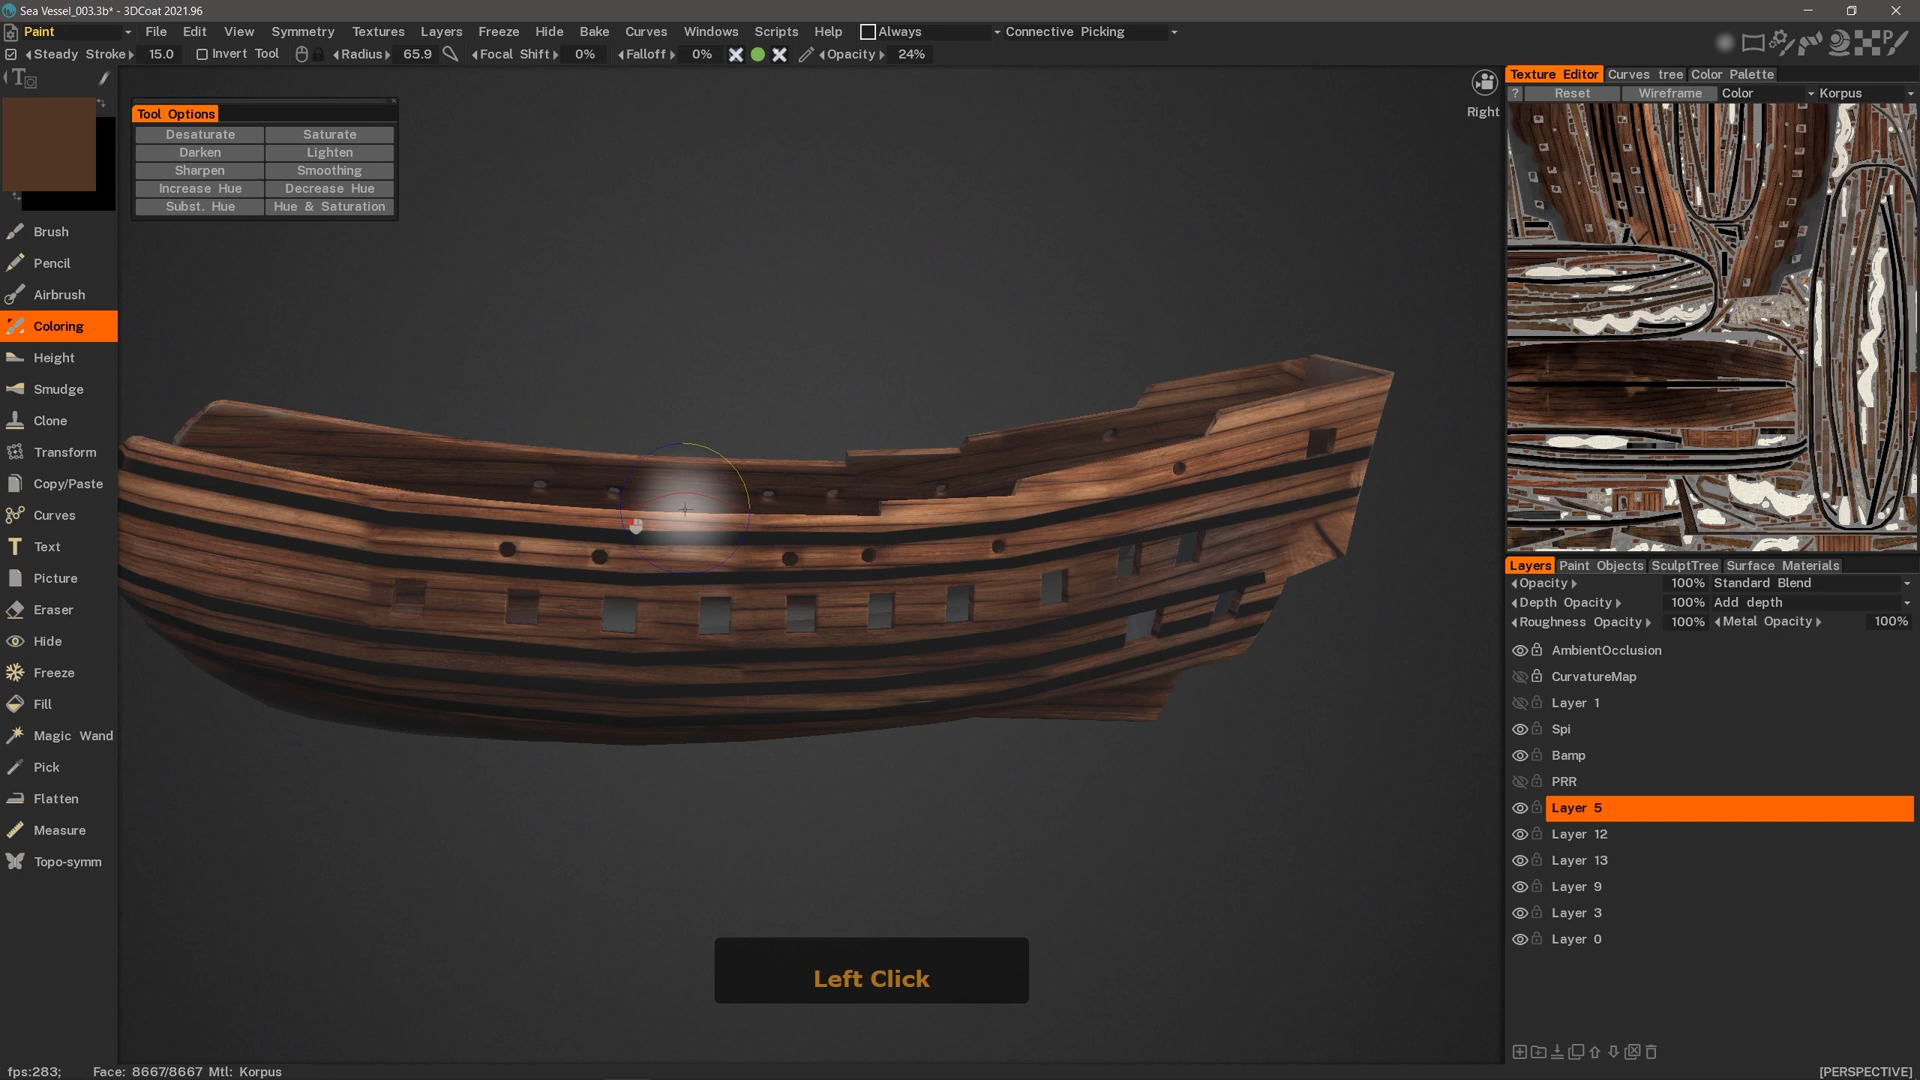 Sea Vessel_003.3b* - 3DCoat 2021.96
Paint File Edit View Symmetry Textures Layers Freeze Hide Bake Curves Windows Scripts Help Always Connective Picking
Steady Stroke 15.0 Invert Tool Radius 65.9 Focal Shift 0% Falloff 0% Opacity 24%
Tool Options
Desaturate Saturate
Darken Lighten
Sharpen Smoothing
Increase Hue Decrease Hue
Subst. Hue Hue & Saturation
Brush
Pencil
Airbrush
Coloring
Height
Smudge
Clone
Transform
Copy/Paste
Curves
Text
Picture
Eraser
Hide
Freeze
Fill
Magic Wand
Pick
Flatten
Measure
Topo-symm
Right
Left Click
Texture Editor Curves tree Color Palette
? Reset Wireframe Color Korpus
Layers Paint Objects SculptTree Surface Materials
Opacity 100% Standard Blend
Depth Opacity 100% Add depth
Roughness Opacity 100% Metal Opacity 100%
AmbientOcclusion
CurvatureMap
Layer 1
Spi
Bamp
PRR
Layer 5
Layer 12
Layer 13
Layer 9
Layer 3
Layer 0
fps:283; Face: 8667/8667 Mtl: Korpus
[PERSPECTIVE]